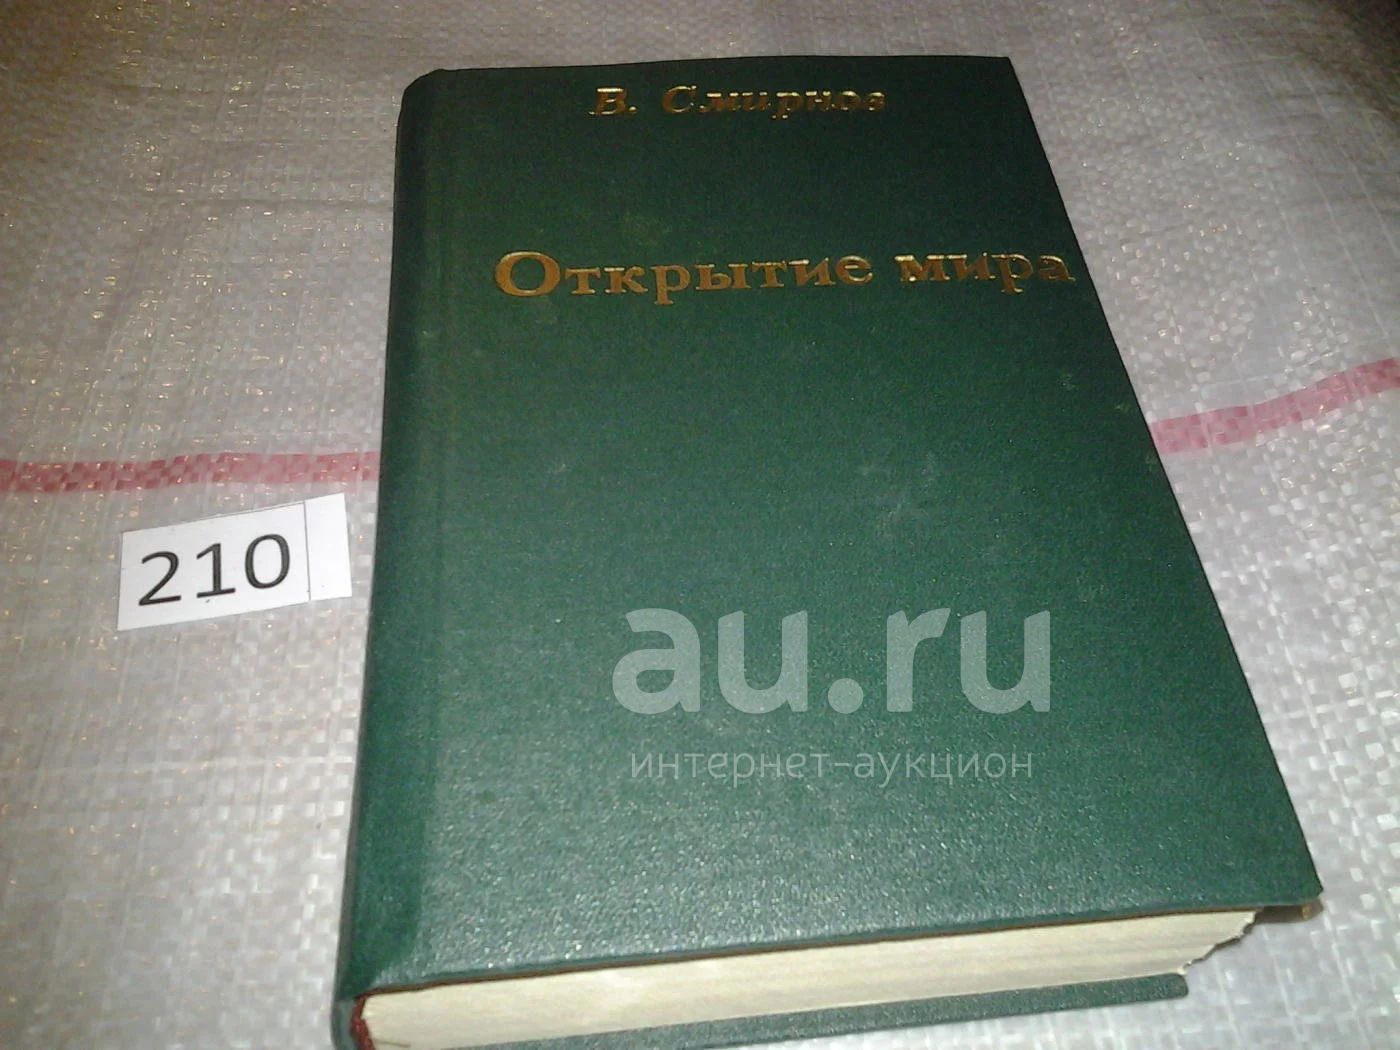 В. Смирнов
Открытие мира
210
au.ru
интернет-аукцион